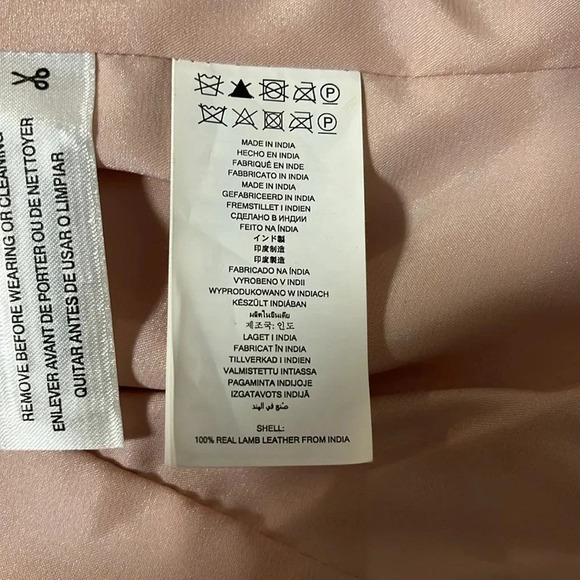 REMOVE BEFORE WEARING OR CLEANING
ENLEVER AVANT DE PORTER OU DE NETTOYER
QUITAR ANTES DE USAR O LIMPIAR
P
P
MADE IN INDIA
HECHO EN INDIA
FABRIQUÉ EN INDE
FABBRICATO IN INDIA
MADE IN INDIA
GEFABRICEERD IN INDIA
FREMSTILLET I INDIEN
СДЕЛАНО В ИНДИИ
FEITO NA ÍNDIA
インド製
印度制造
印度製造
FABRICADO NA ÍNDIA
VYROBENO V INDII
WYPRODUKOWANO W INDIACH
KÉSZÜLT INDIÁBAN
ผลิตในอินเดีย
제조국: 인도
LAGET I INDIA
FABRICAT ÎN INDIA
TILLVERKAD I INDIEN
VALMISTETTU INTIASSA
PAGAMINTA INDIJOJE
IZGATAVOTS INDIJĀ
صنع في الهند
SHELL:
100% REAL LAMB LEATHER FROM INDIA